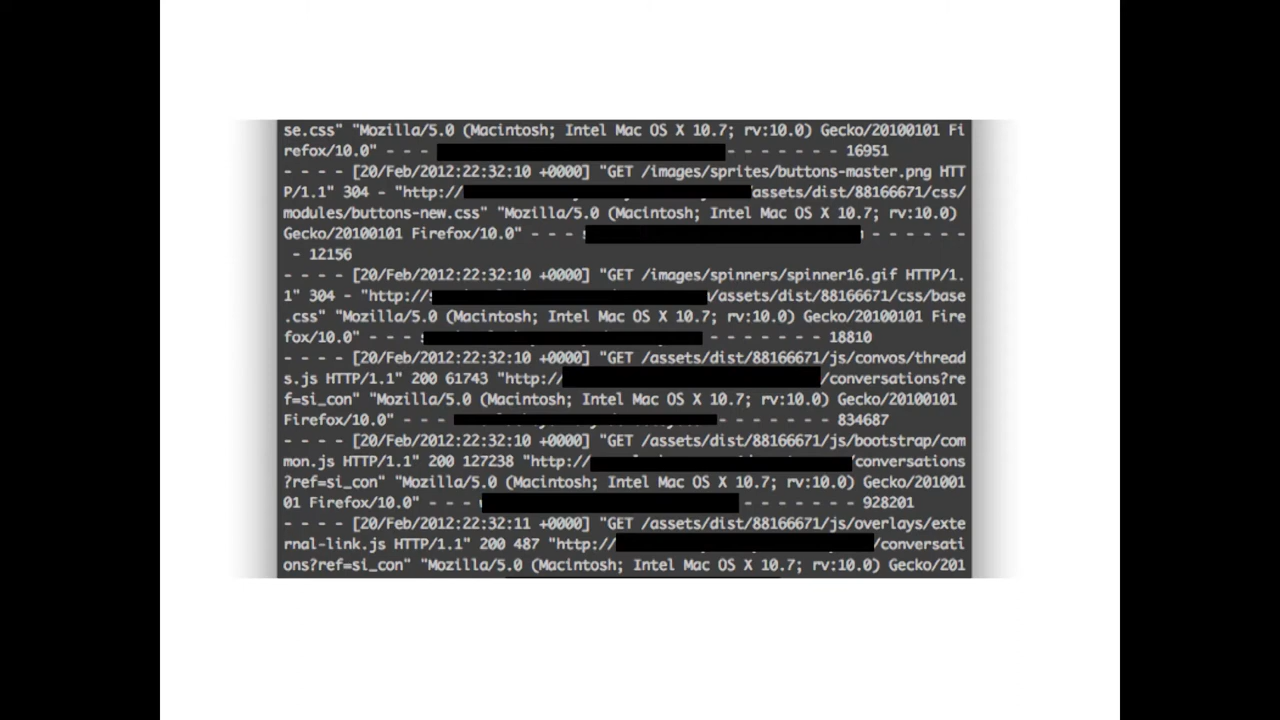 se.css" "Mozilla/5.0 (Macintosh; Intel Mac OS X 10.7; rv:10.0) Gecko/20100101 Fi
refox/10.0" - - - - - - - - - - 16951
- - - - [20/Feb/2012:22:32:10 +0000] "GET /images/sprites/buttons-master.png HTT
P/1.1" 304 - "http:// assets/dist/88166671/css/
modules/buttons-new.css" "Mozilla/5.0 (Macintosh; Intel Mac OS X 10.7; rv:10.0)
Gecko/20100101 Firefox/10.0" - - - - - - - - -
- 12156
- - - - [20/Feb/2012:22:32:10 +0000] "GET /images/spinners/spinner16.gif HTTP/1.
1" 304 - "http:// /assets/dist/88166671/css/base
.css" "Mozilla/5.0 (Macintosh; Intel Mac OS X 10.7; rv:10.0) Gecko/20100101 Fire
fox/10.0" - - - - - - - - - - 18810
- - - - [20/Feb/2012:22:32:10 +0000] "GET /assets/dist/88166671/js/convos/thread
s.js HTTP/1.1" 200 61743 "http:// /conversations?re
f=si_con" "Mozilla/5.0 (Macintosh; Intel Mac OS X 10.7; rv:10.0) Gecko/20100101
Firefox/10.0" - - - - - - - - - - 834687
- - - - [20/Feb/2012:22:32:10 +0000] "GET /assets/dist/88166671/js/bootstrap/com
mon.js HTTP/1.1" 200 127238 "http:// /conversations
?ref=si_con" "Mozilla/5.0 (Macintosh; Intel Mac OS X 10.7; rv:10.0) Gecko/201001
01 Firefox/10.0" - - - - - - - - - - 928201
- - - - [20/Feb/2012:22:32:11 +0000] "GET /assets/dist/88166671/js/overlays/exte
rnal-link.js HTTP/1.1" 200 487 "http:// /conversati
ons?ref=si_con" "Mozilla/5.0 (Macintosh; Intel Mac OS X 10.7; rv:10.0) Gecko/201